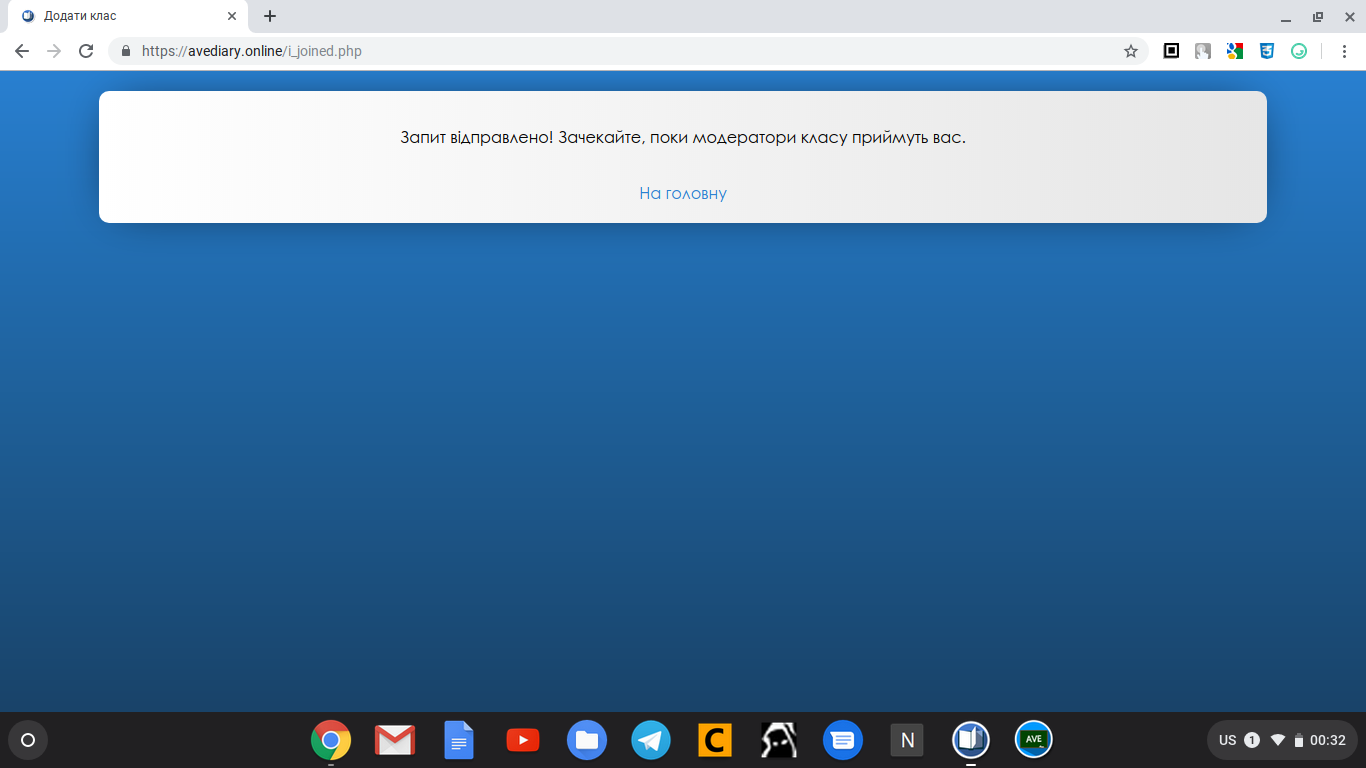 Додати клас
https://avediary.online/i_joined.php
Запит відправлено! Зачекайте, поки модератори класу приймуть вас.
На головну
C
N
AVE
US 1 00:32